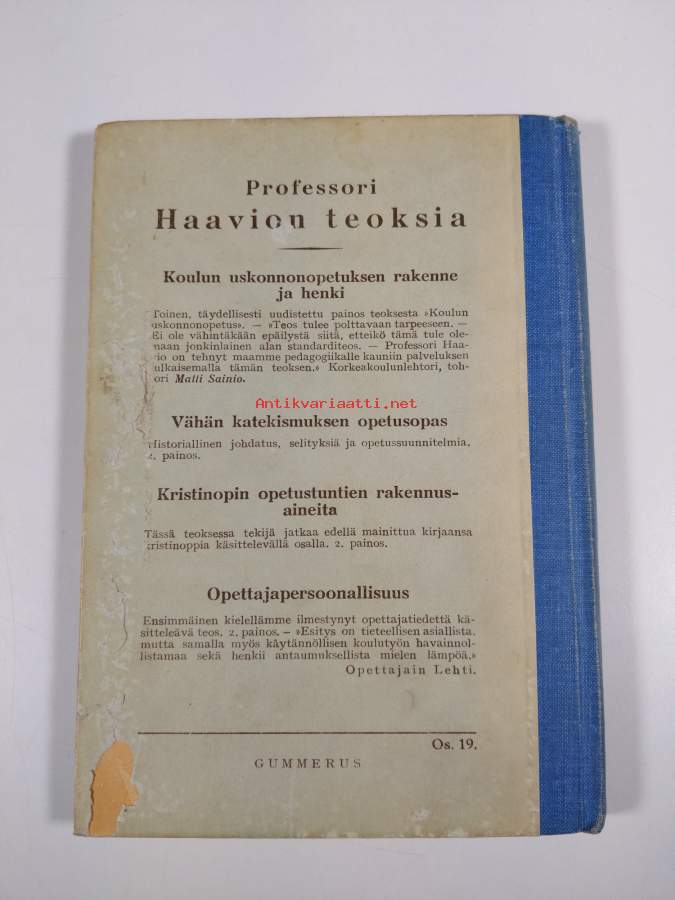 Professori
Haavion teoksia
Koulun uskonnonopetuksen rakenne
ja henki
Toinen, täydellisesti uudistettu painos teoksesta »Koulun
uskonnonopetus». — »Teos tulee polttavaan tarpeeseen. —
Ei ole vähintäkään epäilystä siitä, etteikö tämä tule ole-
maan jonkinlainen alan standarditeos. — Professori Haa-
vio on tehnyt maamme pedagogiikalle kauniin palveluksen
ulkaisemalla tämän teoksen.» Korkeakoulunlehtori, toh-
ori Matti Sainio.
Antikvariaatti.net
Vähän katekismuksen opetusopas
Historiallinen johdatus, selityksiä ja opetussuunnitelmia.
2. painos.
Kristinopin opetustuntien rakennus-
aineita
Tässä teoksessa tekijä jatkaa edellä mainittua kirjaansa
kristinoppia käsittelevällä osalla. 2. painos.
Opettajapersoonallisuus
Ensimmäinen kielellämme ilmestynyt opettajatiedettä kä-
sitteleävä teos. 2. painos. — »Esitys on tieteellisen asiallista,
mutta samalla myös käytännöllisen koulutyön havainnol-
listamaa sekä henkii antaumuksellista mielen lämpöä.»
Opettajain Lehti.
Os. 19.
GUMMERUS